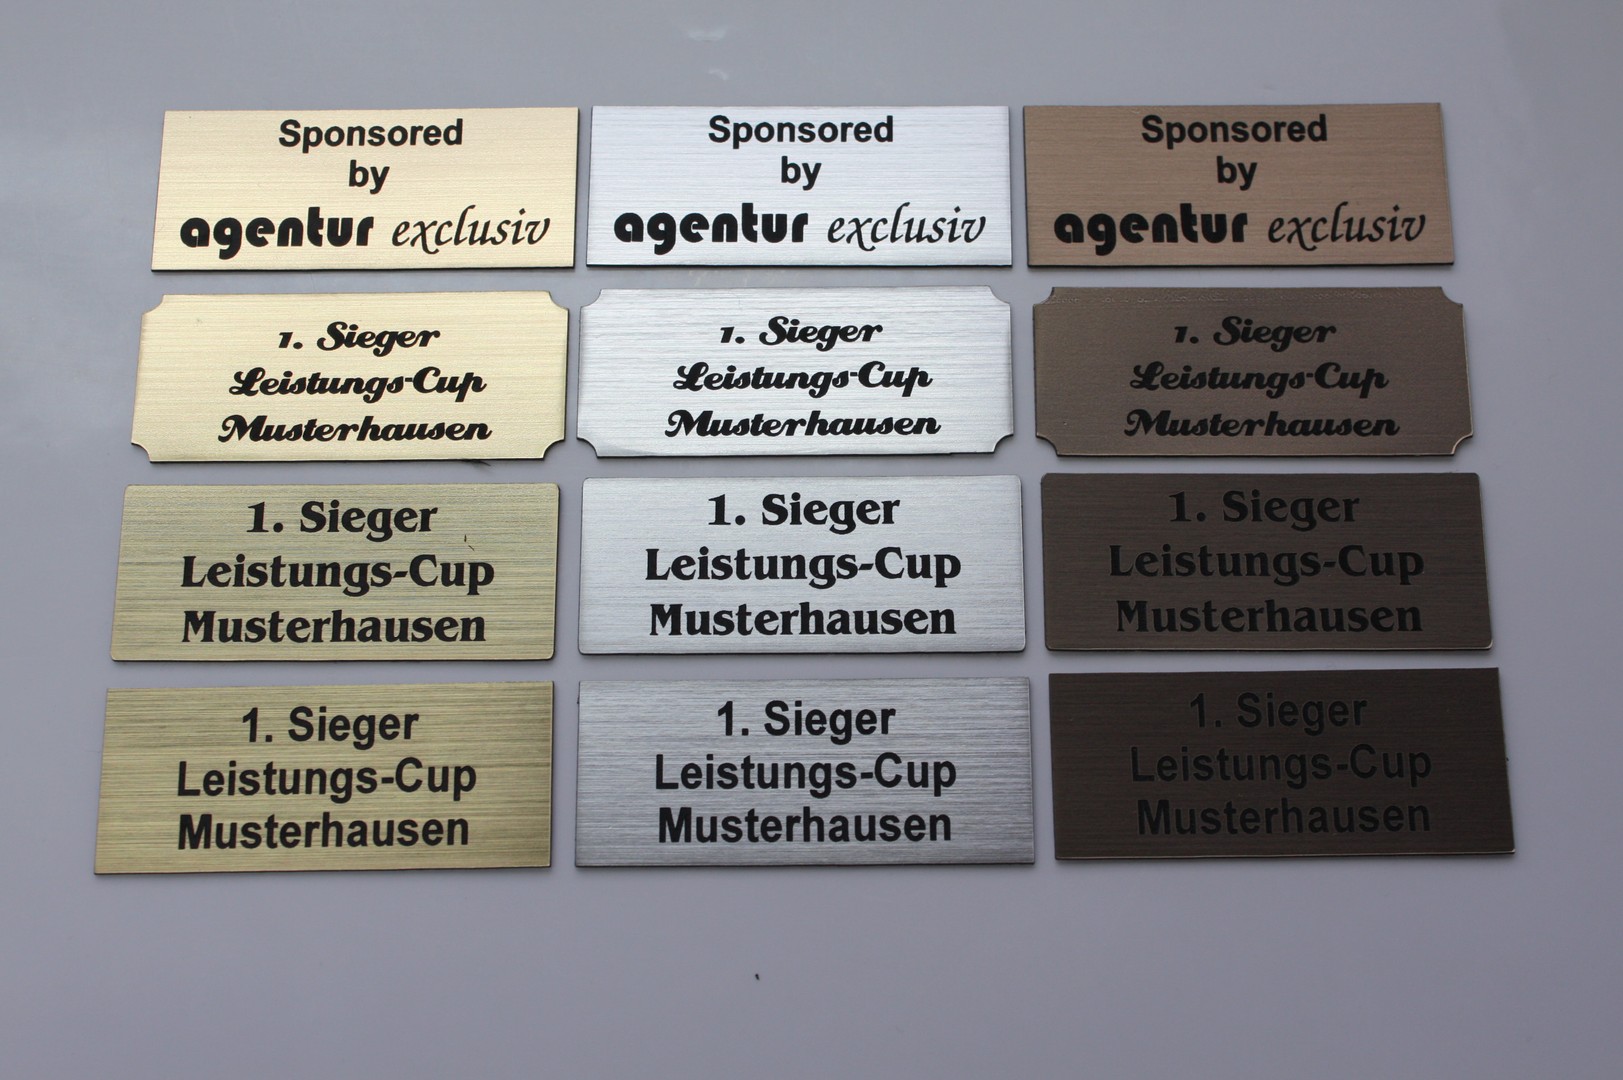 Sponsored
by
agentur exclusiv
Sponsored
by
agentur exclusiv
Sponsored
by
agentur exclusiv
1. Sieger
Leistungs-Cup
Musterhausen
1. Sieger
Leistungs-Cup
Musterhausen
1. Sieger
Leistungs-Cup
Musterhausen
1. Sieger
Leistungs-Cup
Musterhausen
1. Sieger
Leistungs-Cup
Musterhausen
1. Sieger
Leistungs-Cup
Musterhausen
1. Sieger
Leistungs-Cup
Musterhausen
1. Sieger
Leistungs-Cup
Musterhausen
1. Sieger
Leistungs-Cup
Musterhausen